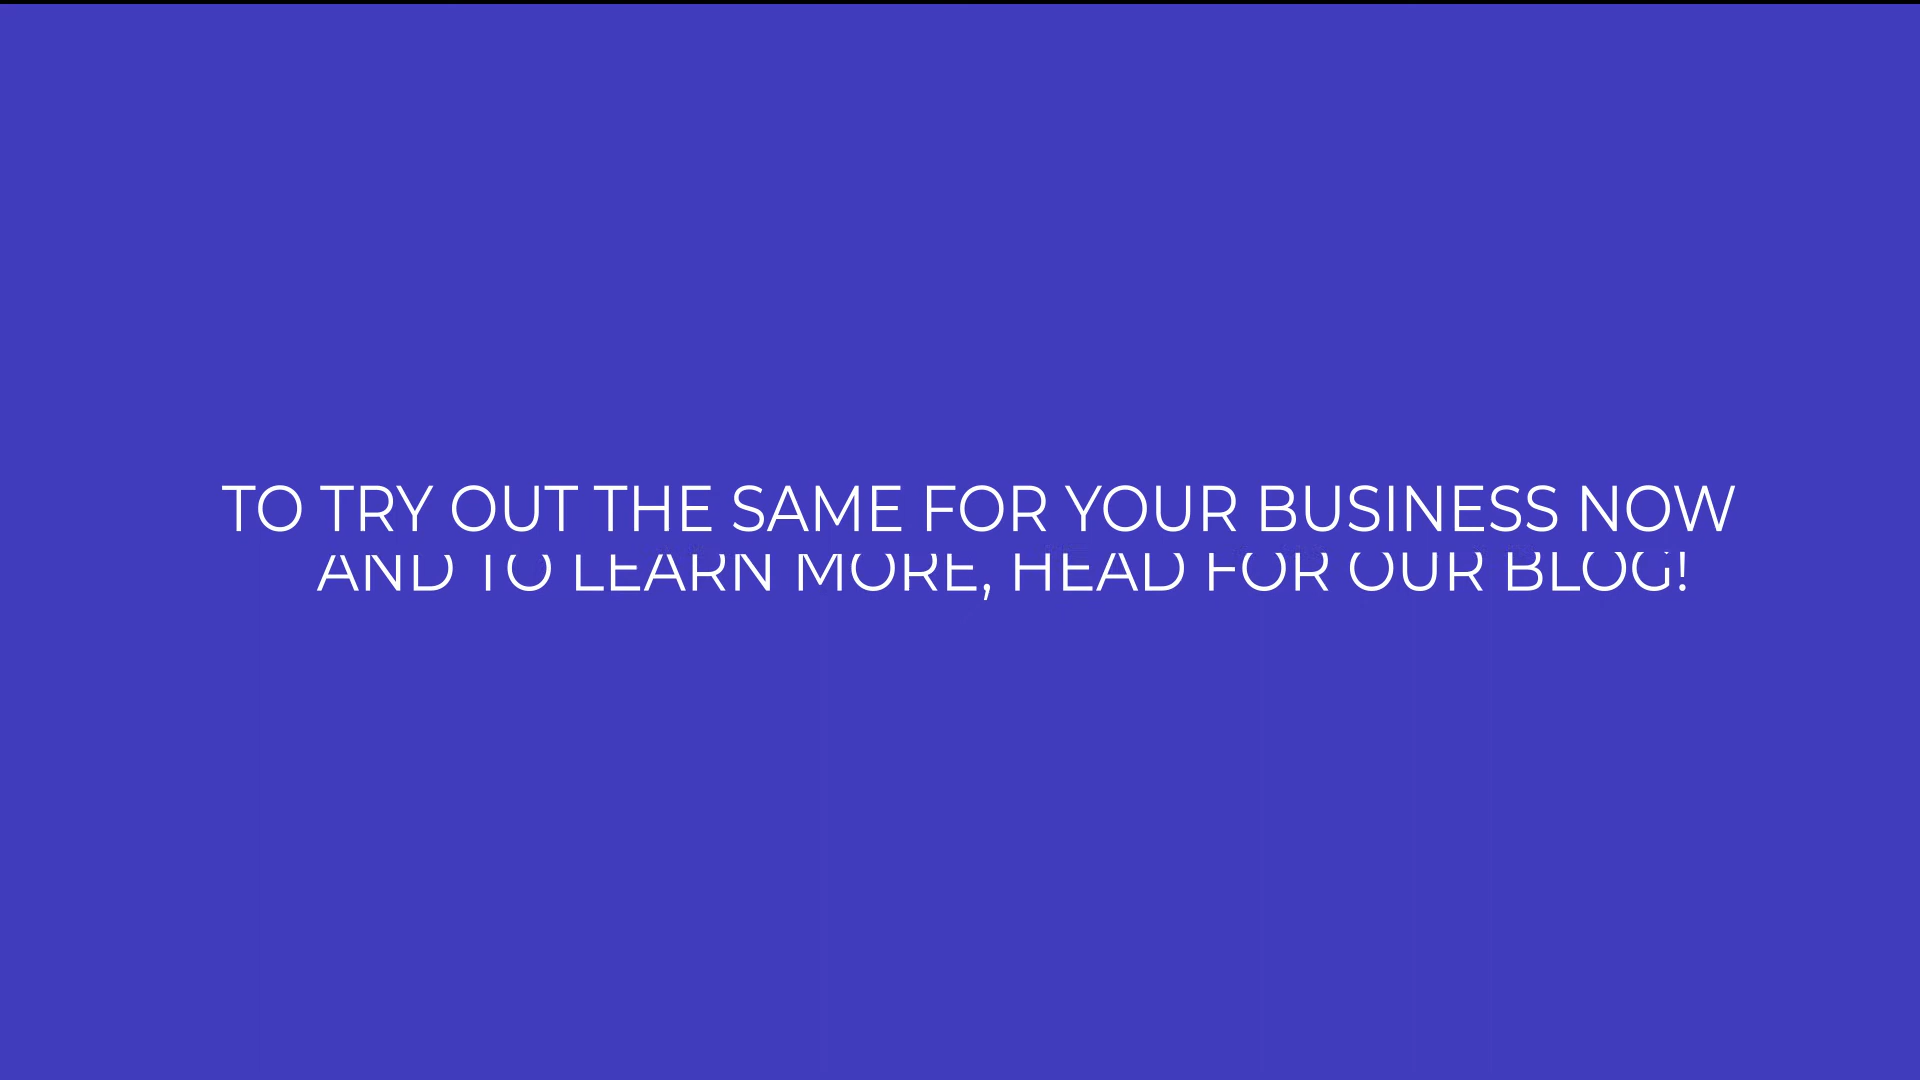 TO TRY OUT THE SAME FOR YOUR BUSINESS NOW
AND TO LEARN MORE, HEAD FOR OUR BLOG!